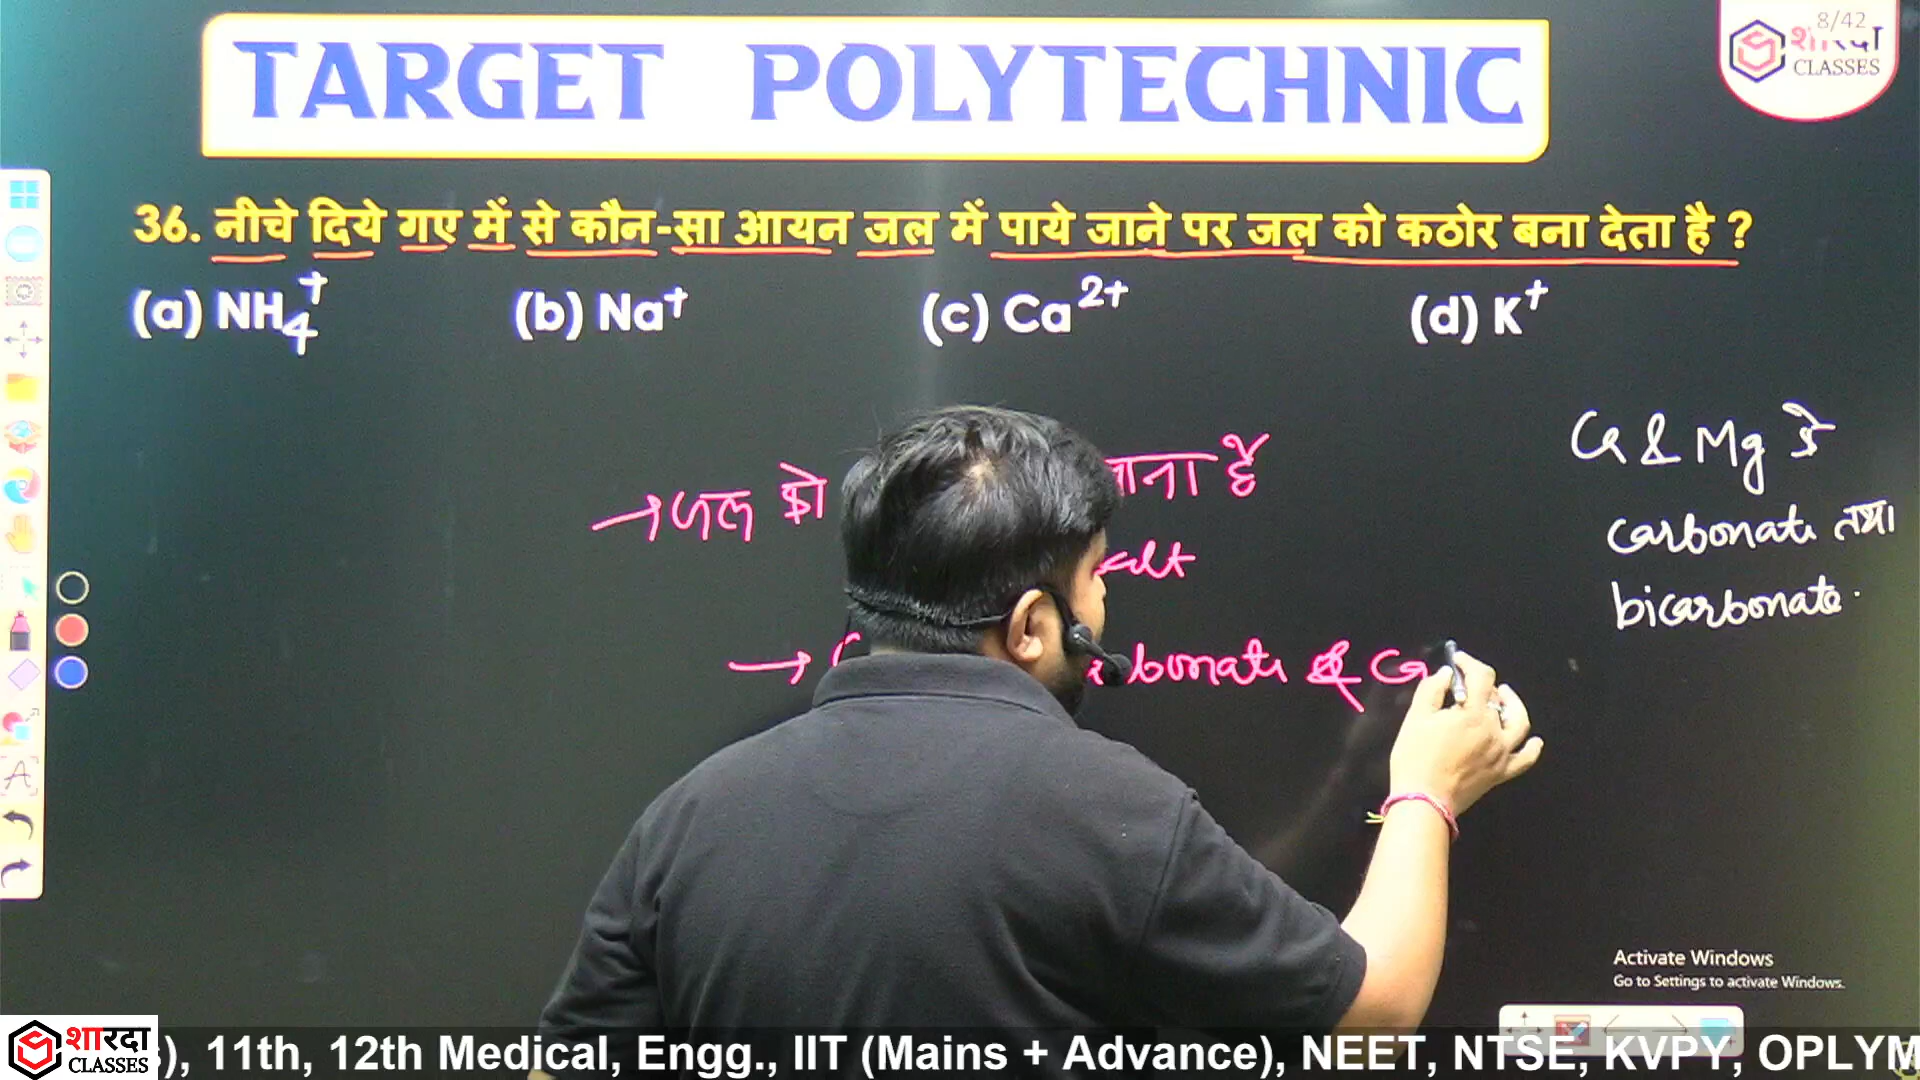 8/42
शारदा
CLASSES
TARGET POLYTECHNIC
36. नीचे दिये गए में से कौन-सा आयन जल में पाये जाने पर जल को कठोर बना देता है ?
(a) NH₄⁺ (b) Na⁺ (c) Ca²⁺ (d) K⁺
Ca & Mg के
carbonate तथा
bicarbonate.
→ जल को
है
→
bonate & Ca
Activate Windows
Go to Settings to activate Windows.
शारदा
CLASSES
), 11th, 12th Medical, Engg., IIT (Mains + Advance), NEET, NTSE, KVPY, OPLYM